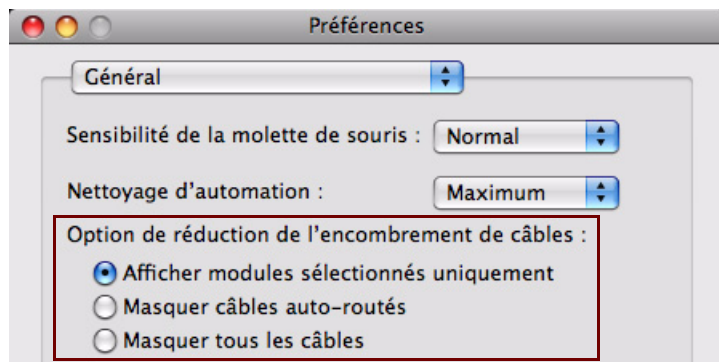 Préférences
Général
Sensibilité de la molette de souris : Normal
Nettoyage d'automation : Maximum
Option de réduction de l'encombrement de câbles :
Afficher modules sélectionnés uniquement
Masquer câbles auto-routés
Masquer tous les câbles